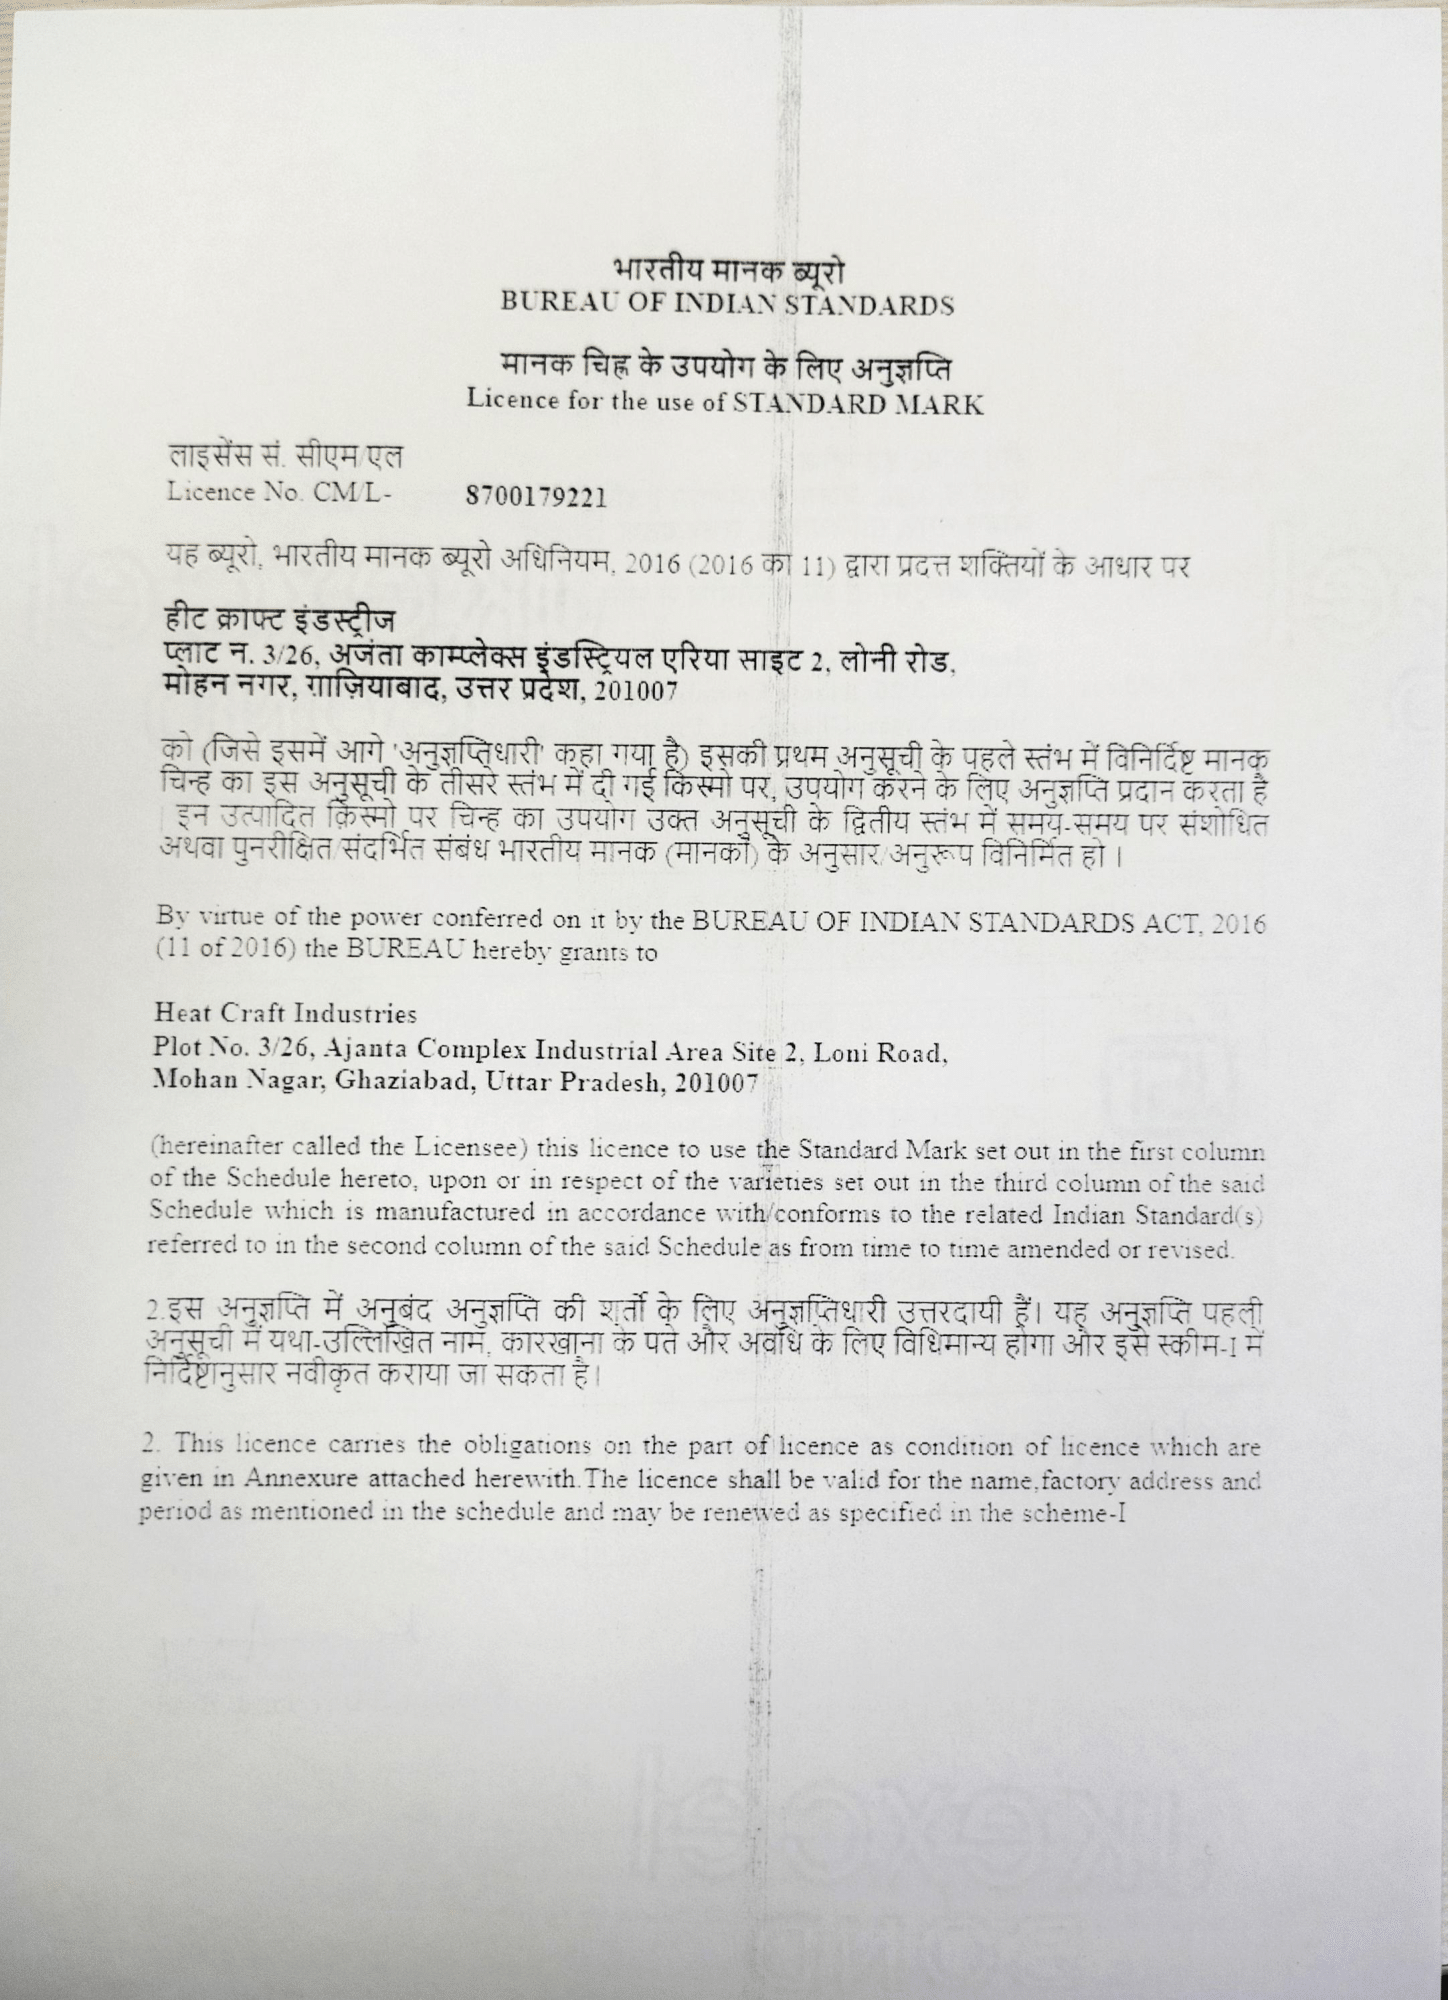 भारतीय मानक ब्यूरो
BUREAU OF INDIAN STANDARDS
मानक चिह्न के उपयोग के लिए अनुज्ञप्ति
Licence for the use of STANDARD MARK
लाइसेंस सं. सीएम/एल
Licence No. CM/L- 8700179221
यह ब्यूरो, भारतीय मानक ब्यूरो अधिनियम, 2016 (2016 का 11) द्वारा प्रदत्त शक्तियों के आधार पर
हीट क्राफ्ट इंडस्ट्रीज
प्लाट न. 3/26, अजंता काम्प्लेक्स इंडस्ट्रियल एरिया साइट 2, लोनी रोड,
मोहन नगर, ग़ाज़ियाबाद, उत्तर प्रदेश, 201007
को (जिसे इसमें आगे 'अनुज्ञप्तिधारी' कहा गया है) इसकी प्रथम अनुसूची के पहले स्तंभ में विनिर्दिष्ट मानक
चिन्ह का इस अनुसूची के तीसरे स्तंभ में दी गई किस्मो पर, उपयोग करने के लिए अनुज्ञप्ति प्रदान करता है
| इन उत्पादित क़िस्मो पर चिन्ह का उपयोग उक्त अनुसूची के द्वितीय स्तंभ में समय-समय पर संशोधित
अथवा पुनरीक्षित/संदर्भित संबंध भारतीय मानक (मानकों) के अनुसार/अनुरूप विनिर्मित हो ।
By virtue of the power conferred on it by the BUREAU OF INDIAN STANDARDS ACT, 2016
(11 of 2016) the BUREAU hereby grants to
Heat Craft Industries
Plot No. 3/26, Ajanta Complex Industrial Area Site 2, Loni Road,
Mohan Nagar, Ghaziabad, Uttar Pradesh, 201007
(hereinafter called the Licensee) this licence to use the Standard Mark set out in the first column
of the Schedule hereto, upon or in respect of the varieties set out in the third column of the said
Schedule which is manufactured in accordance with/conforms to the related Indian Standard(s)
referred to in the second column of the said Schedule as from time to time amended or revised.
2.इस अनुज्ञप्ति में अनुबंद अनुज्ञप्ति की शर्तो के लिए अनुज्ञप्तिधारी उत्तरदायी हैं। यह अनुज्ञप्ति पहली
अनुसूची में यथा-उल्लिखित नाम, कारखाना के पते और अवधि के लिए विधिमान्य होगा और इसे स्कीम-I में
निर्दिष्टानुसार नवीकृत कराया जा सकता है।
2. This licence carries the obligations on the part of licence as condition of licence which are
given in Annexure attached herewith.The licence shall be valid for the name,factory address and
period as mentioned in the schedule and may be renewed as specified in the scheme-I